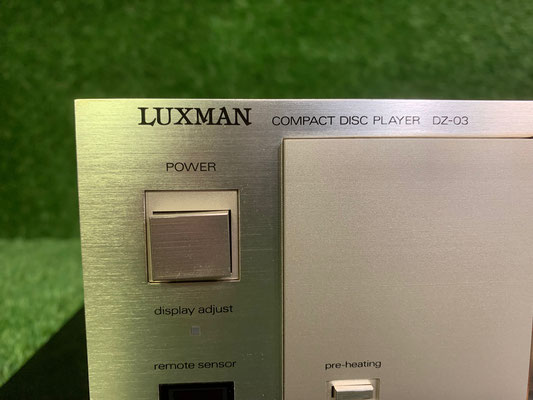 LUXMAN COMPACT DISC PLAYER DZ-03
POWER
display adjust
remote sensor
pre-heating